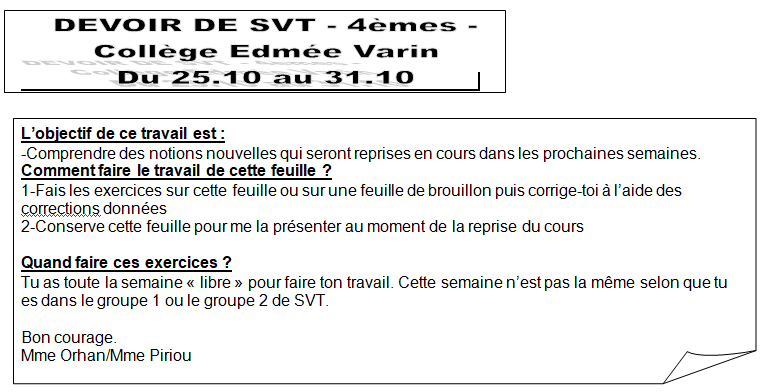 DEVOIR DE SVT - 4èmes -
Collège Edmée Varin
Du 25.10 au 31.10
L'objectif de ce travail est :
-Comprendre des notions nouvelles qui seront reprises en cours dans les prochaines semaines.
Comment faire le travail de cette feuille ?
1-Fais les exercices sur cette feuille ou sur une feuille de brouillon puis corrige-toi à l'aide des
corrections données
2-Conserve cette feuille pour me la présenter au moment de la reprise du cours
Quand faire ces exercices ?
Tu as toute la semaine « libre » pour faire ton travail. Cette semaine n'est pas la même selon que tu
es dans le groupe 1 ou le groupe 2 de SVT.
Bon courage.
Mme Orhan/Mme Piriou